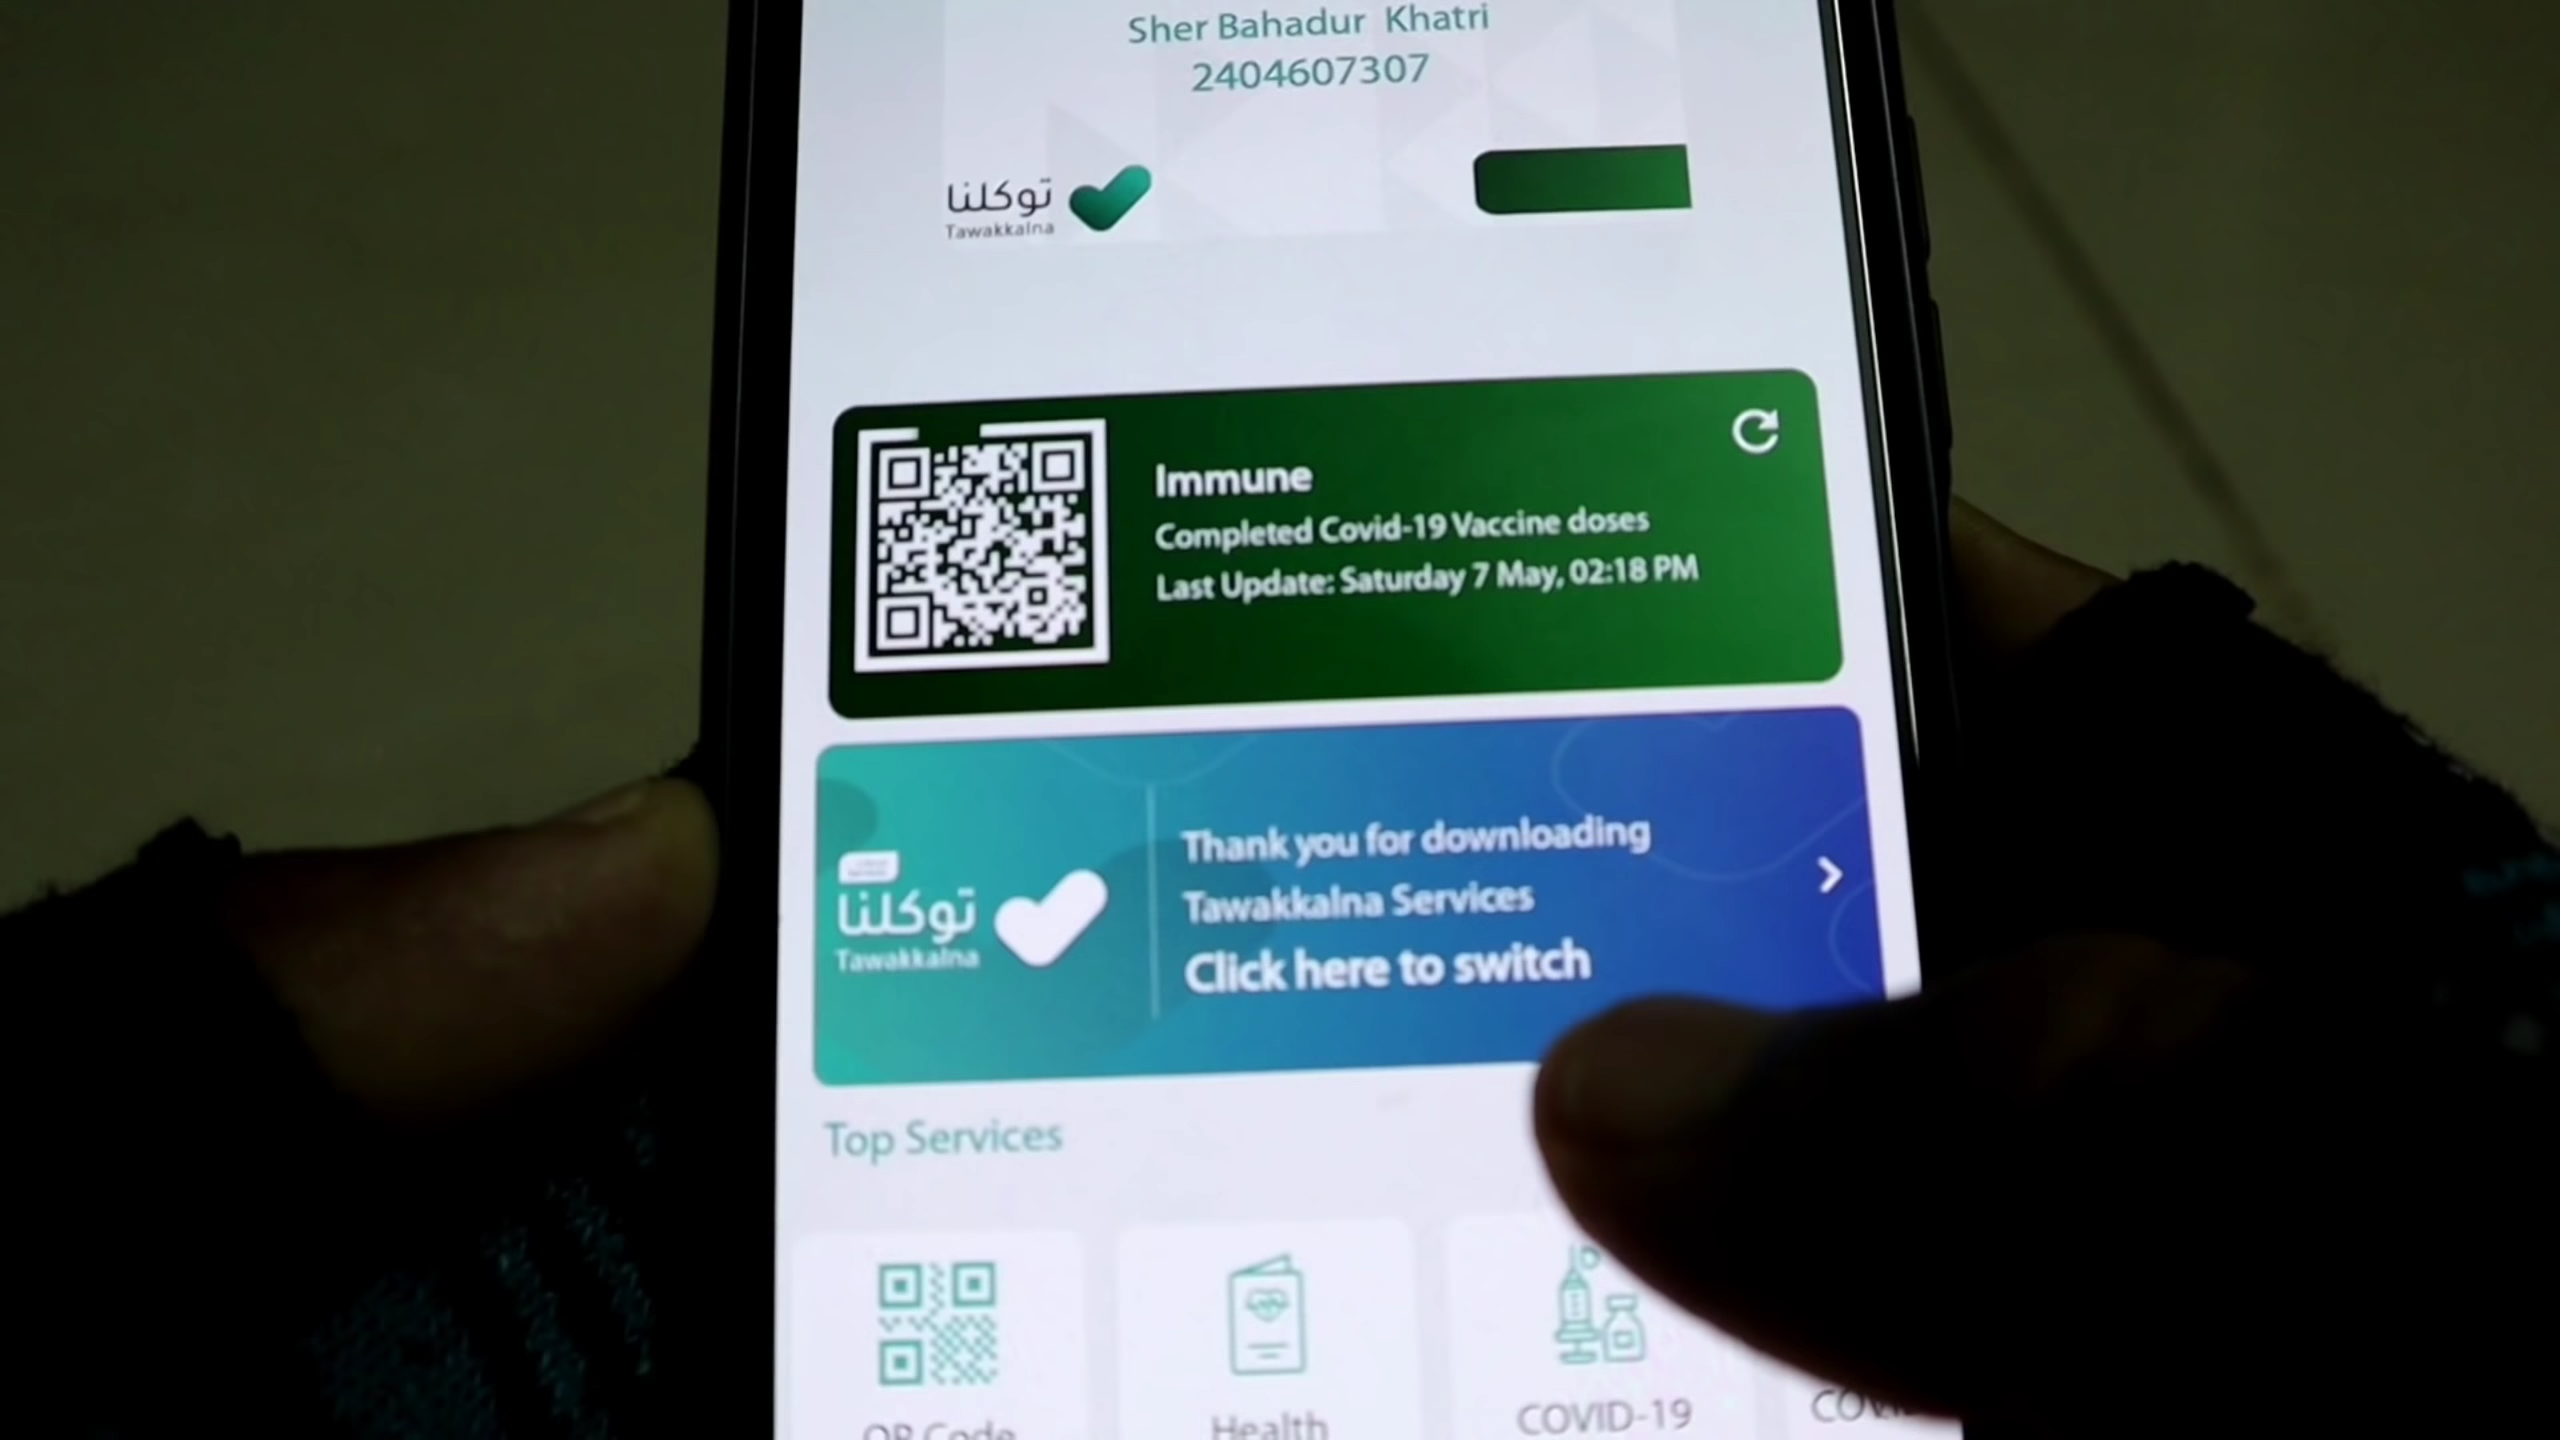 Sher Bahadur Khatri
2404607307
توكلنا
Tawakkalna
Immune
Completed Covid-19 Vaccine doses
Last Update: Saturday 7 May, 02:18 PM
توكلنا
Tawakkalna
Thank you for downloading
Tawakkalna Services
Click here to switch
Top Services
QR Code
Health
COVID-19